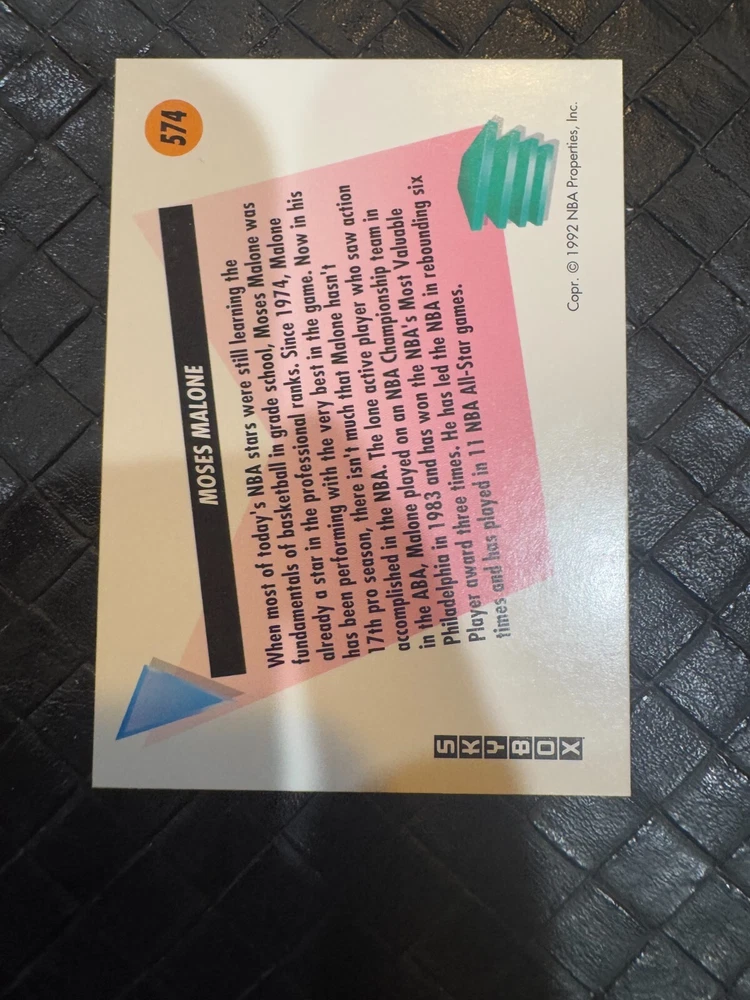 574
MOSES MALONE
When most of today's NBA stars were still learning the
fundamentals of basketball in grade school, Moses Malone was
already a star in the professional ranks. Since 1974, Malone
has been performing with the very best in the game. Now in his
17th pro season, there isn't much that Malone hasn't
accomplished in the NBA. The lone active player who saw action
in the ABA, Malone played on an NBA Championship team in
Philadelphia in 1983 and has won the NBA's Most Valuable
Player award three times. He has led the NBA in rebounding six
times and has played in 11 NBA All-Star games.
SKYBOX
Copr. © 1992 NBA Properties, Inc.